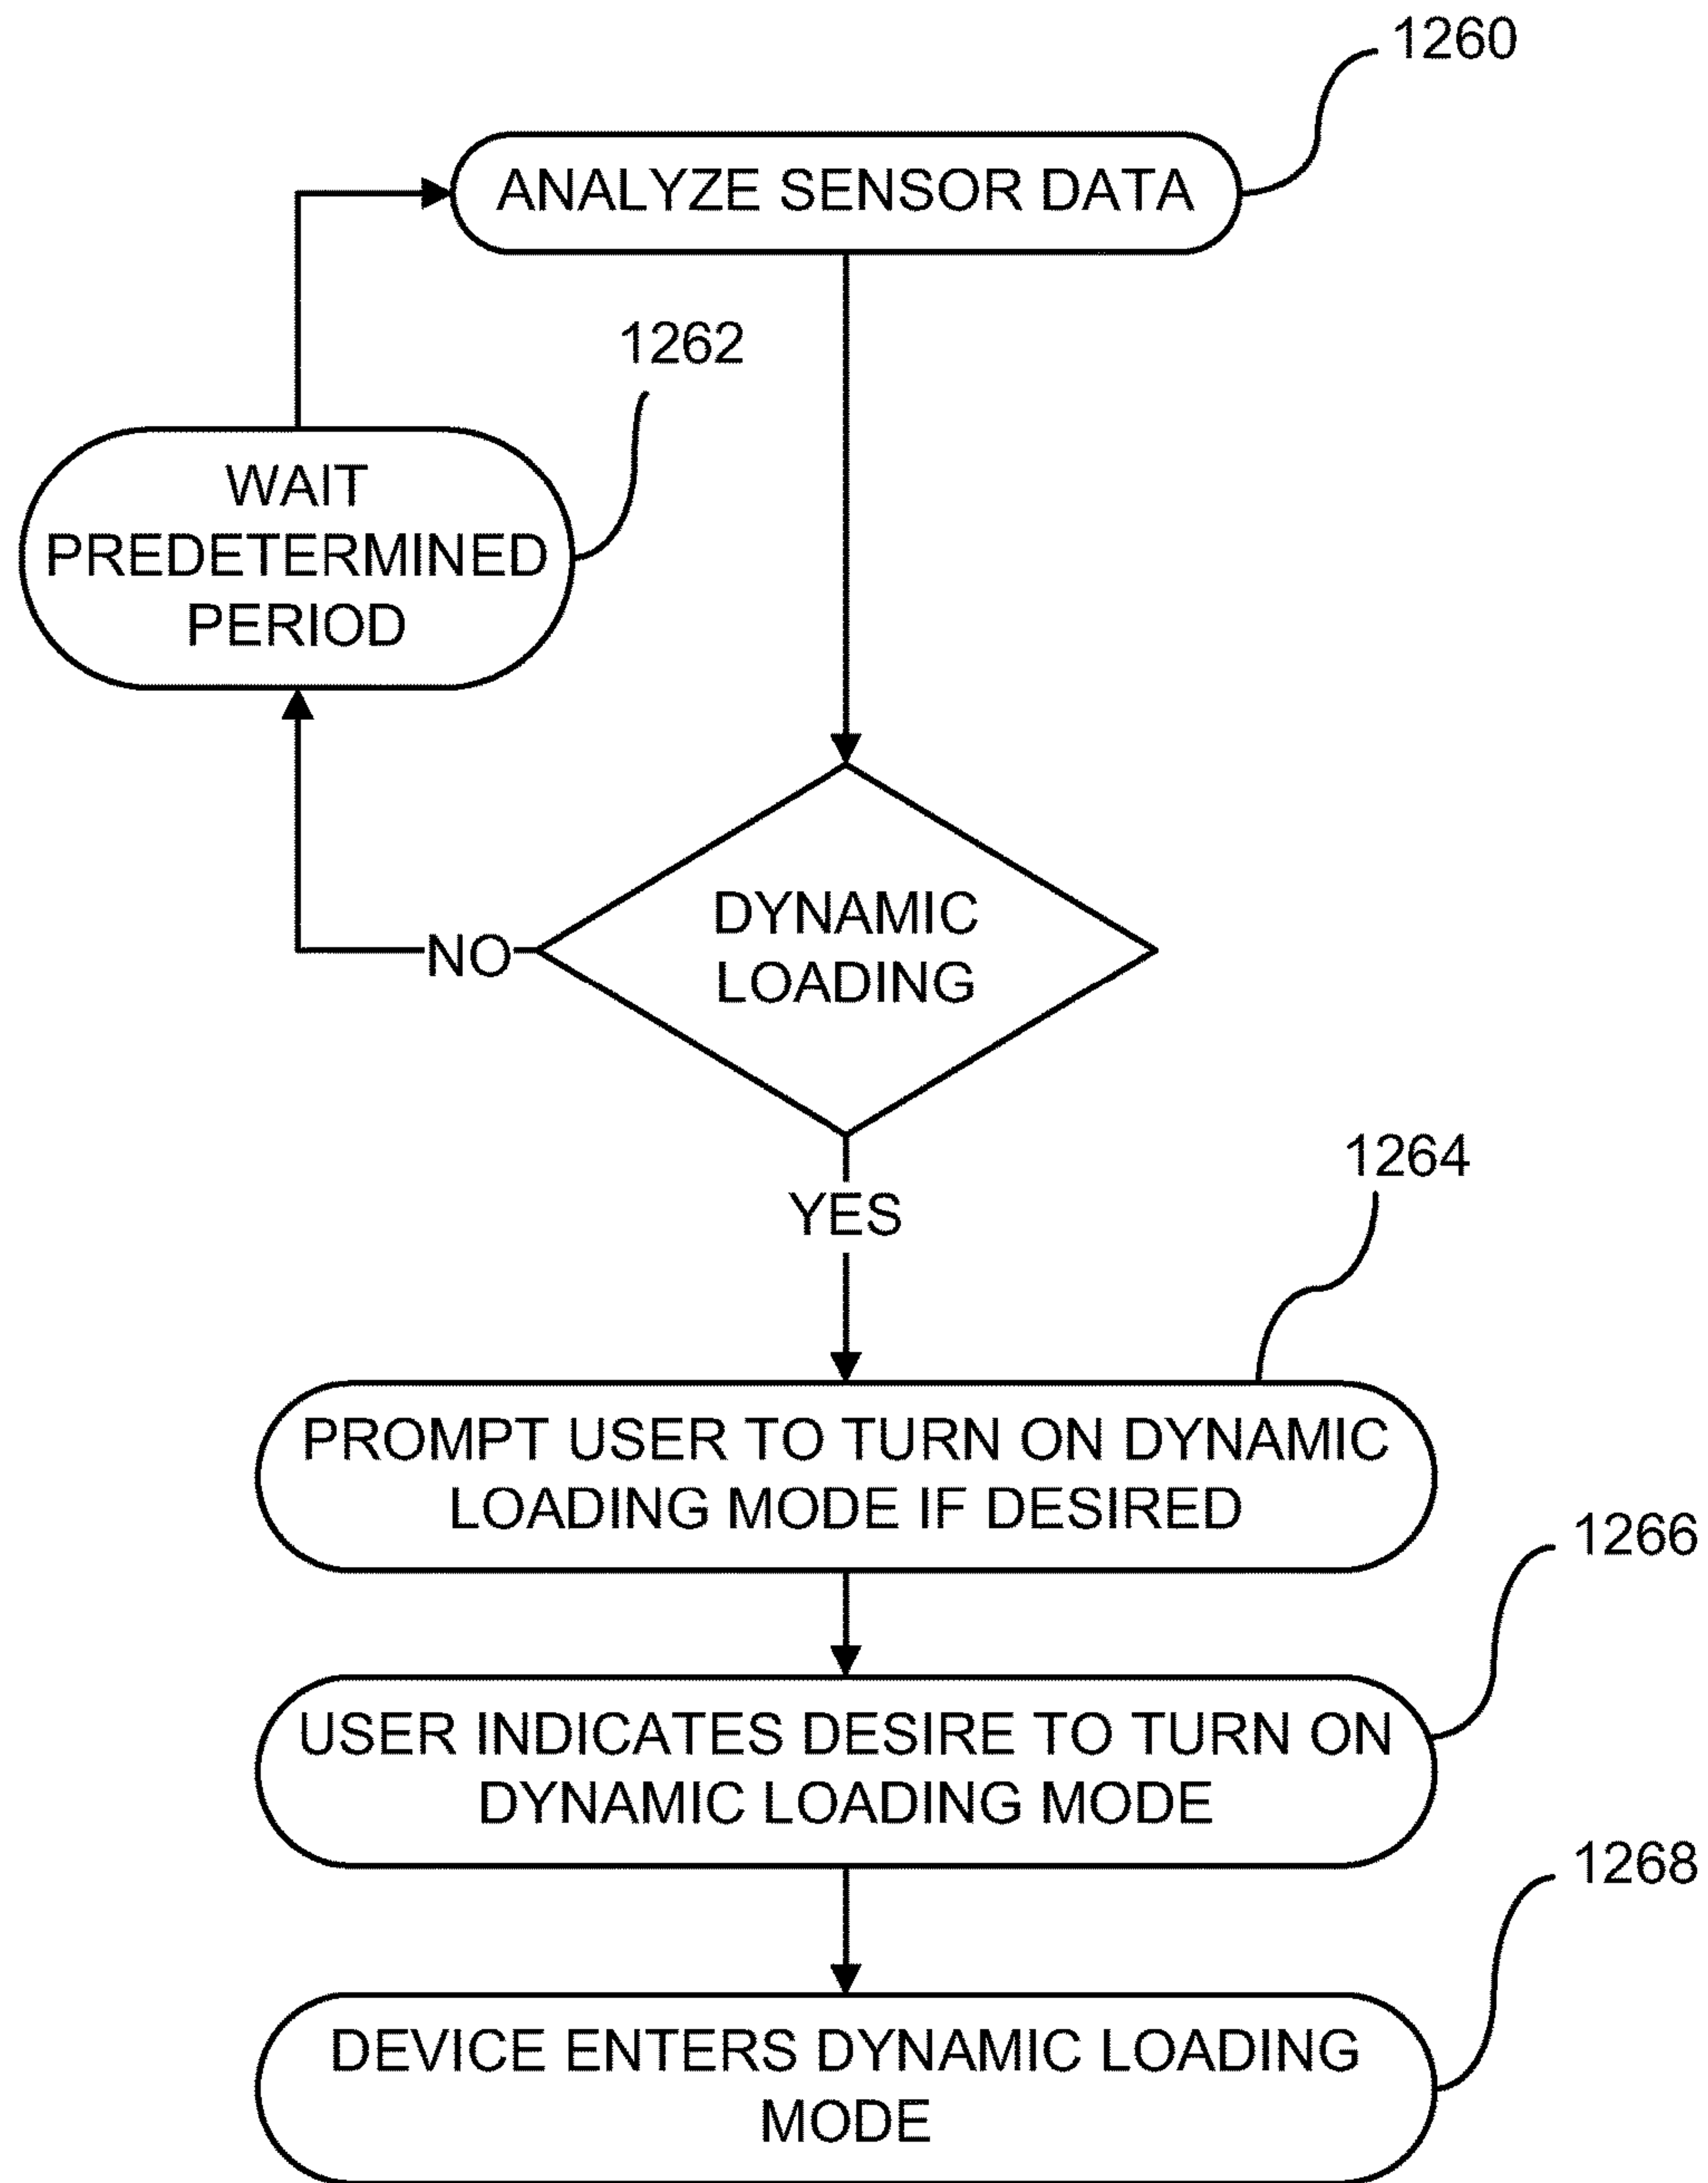 1260
ANALYZE SENSOR DATA
1262
WAIT
PREDETERMINED
PERIOD
DYNAMIC
LOADING
NO
YES
1264
PROMPT USER TO TURN ON DYNAMIC
LOADING MODE IF DESIRED
1266
USER INDICATES DESIRE TO TURN ON
DYNAMIC LOADING MODE
1268
DEVICE ENTERS DYNAMIC LOADING
MODE